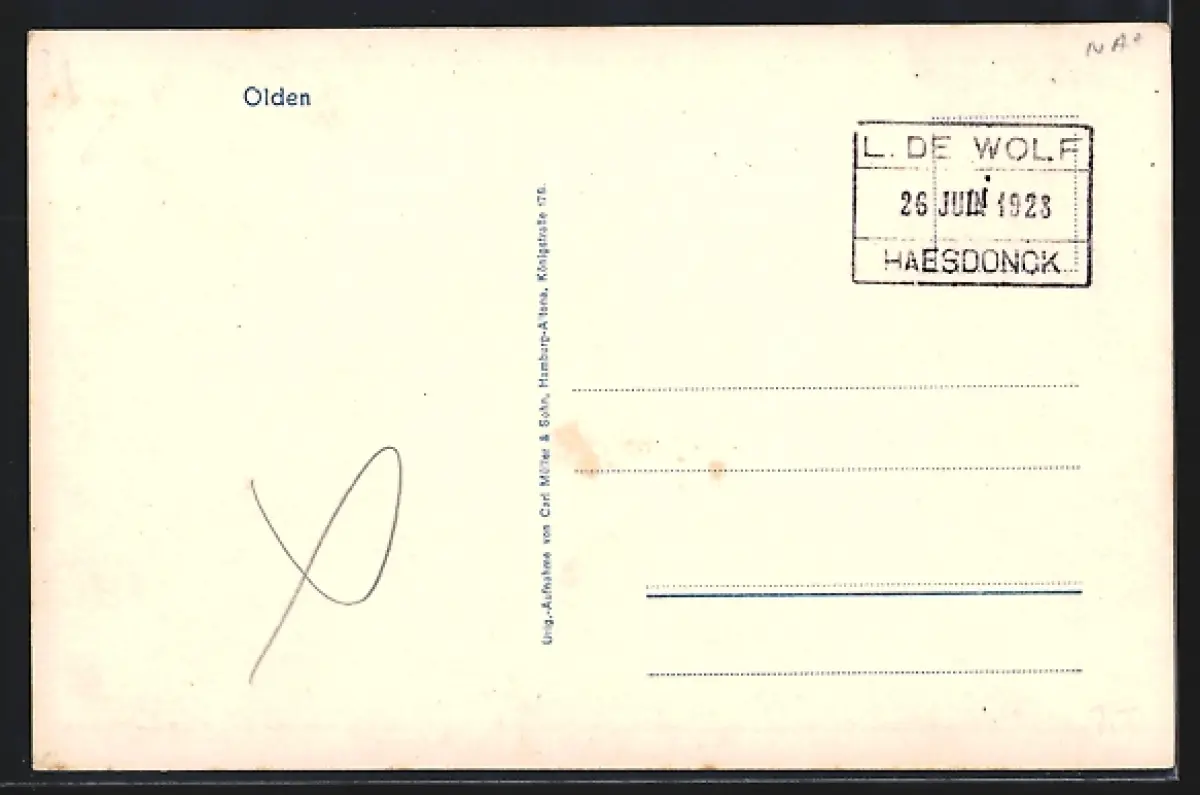 NA°
Olden
L. DE WOLF
26 JUIN 1928
HAESDONCK
Orig.-Aufnahme von Carl Müller & Sohn, Hamburg-Altona, Königstraße 176.